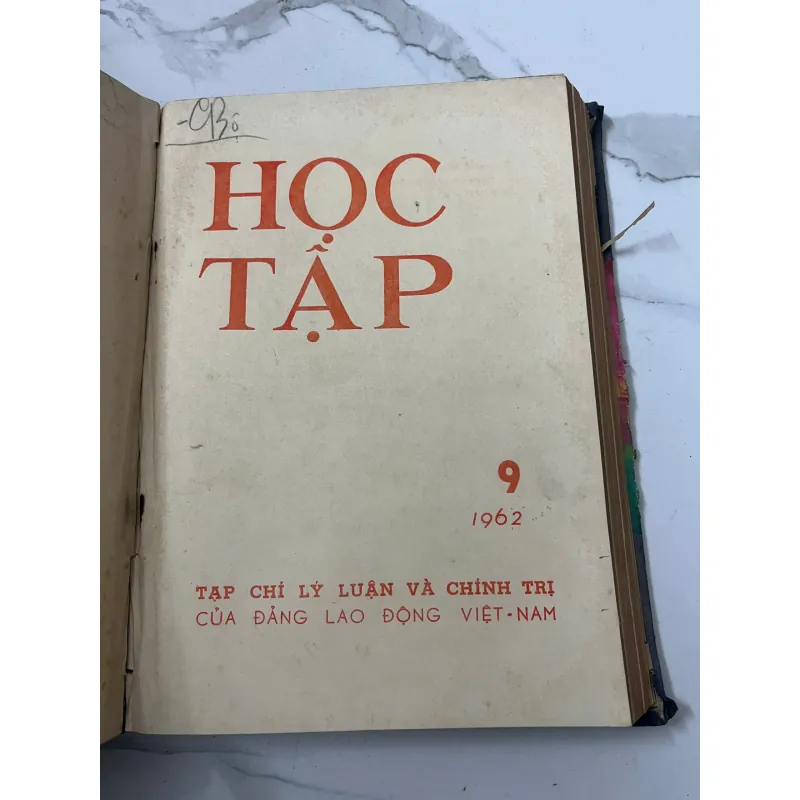 HỌC
TẬP
9
1962
TẠP CHÍ LÝ LUẬN VÀ CHÍNH TRỊ
CỦA ĐẢNG LAO ĐỘNG VIỆT-NAM